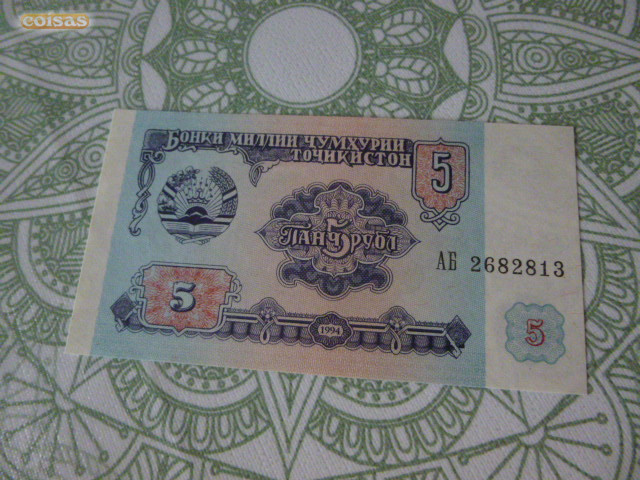 coisas
БОНКИ МИЛЛИИ ҶУМҲУРИИ
ТОҶИКИСТОН
5
5
ПАНҶ РУБЛ
АБ 2682813
5
1994
5